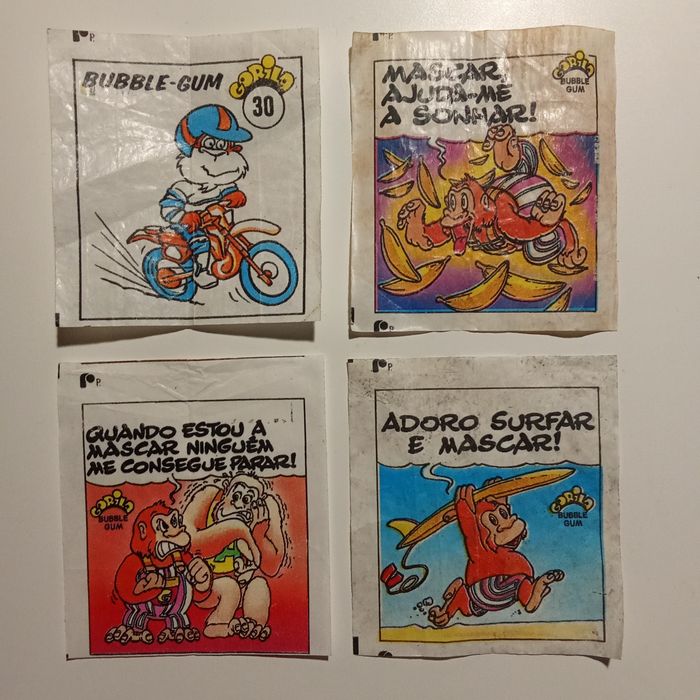 P.
BUBBLE-GUM GORILA
30
P.
MASCAR,
AJUDA-ME
A SONHAR!
GORILA
BUBBLE
GUM
P.
QUANDO ESTOU A
MASCAR NINGUÉM
ME CONSEGUE PARAR!
GORILA
BUBBLE
GUM
P.
ADORO SURFAR
E MASCAR!
GORILA
BUBBLE
GUM